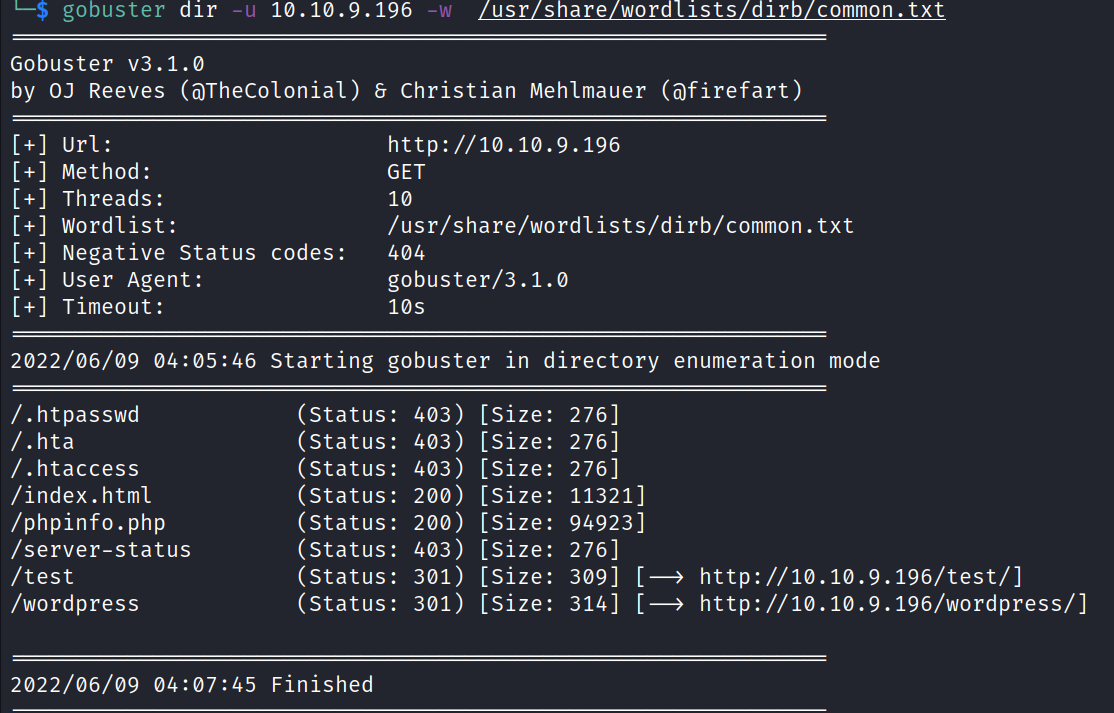 └─$ gobuster dir -u 10.10.9.196 -w  /usr/share/wordlists/dirb/common.txt
===============================================================
Gobuster v3.1.0
by OJ Reeves (@TheColonial) & Christian Mehlmauer (@firefart)
===============================================================
[+] Url:                     http://10.10.9.196
[+] Method:                  GET
[+] Threads:                 10
[+] Wordlist:                /usr/share/wordlists/dirb/common.txt
[+] Negative Status codes:   404
[+] User Agent:              gobuster/3.1.0
[+] Timeout:                 10s
===============================================================
2022/06/09 04:05:46 Starting gobuster in directory enumeration mode
===============================================================
/.htpasswd            (Status: 403) [Size: 276]
/.hta                 (Status: 403) [Size: 276]
/.htaccess            (Status: 403) [Size: 276]
/index.html           (Status: 200) [Size: 11321]
/phpinfo.php          (Status: 200) [Size: 94923]
/server-status        (Status: 403) [Size: 276]
/test                 (Status: 301) [Size: 309] [--> http://10.10.9.196/test/]
/wordpress            (Status: 301) [Size: 314] [--> http://10.10.9.196/wordpress/]
===============================================================
2022/06/09 04:07:45 Finished
===============================================================